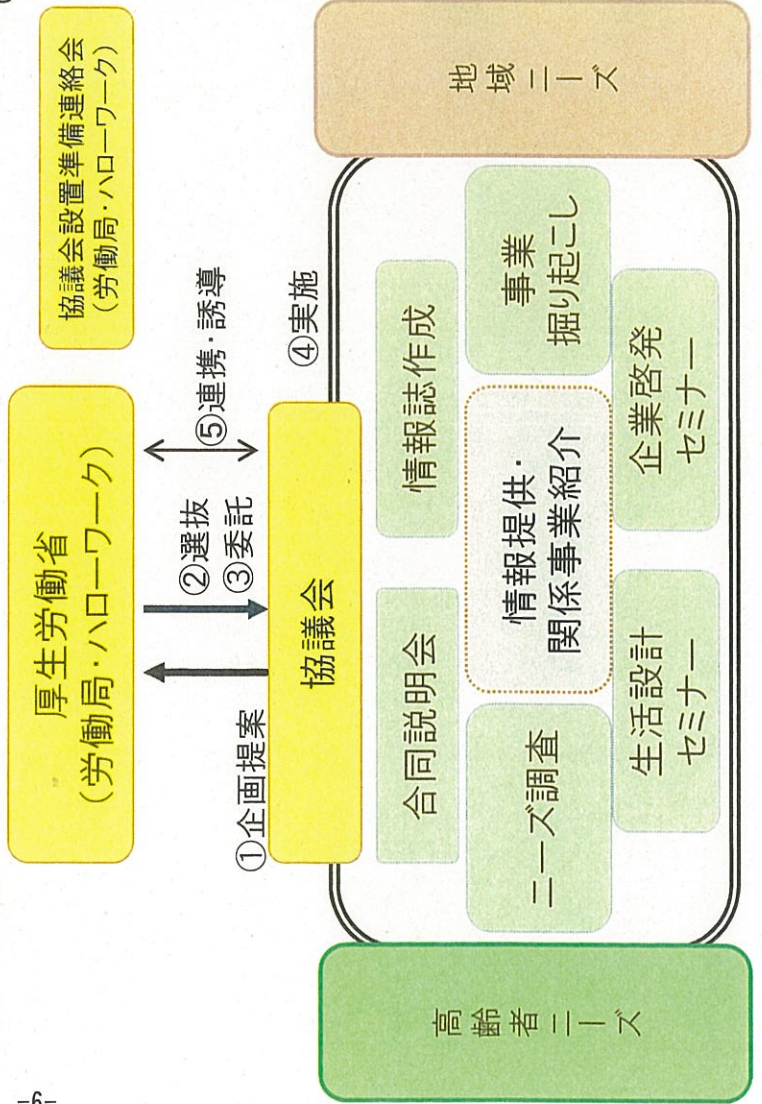 厚生労働省
（労働局・ハローワーク）
協議会設置準備連絡会
（労働局・ハローワーク）
①企画提案
②選抜
③委託
⑤連携・誘導
協議会
④実施
合同説明会
情報誌作成
ニーズ調査
情報提供・
関係事業紹介
事業
掘り起こし
生活設計
セミナー
企業啓発
セミナー
高齢者ニーズ
地域ニーズ
-6-